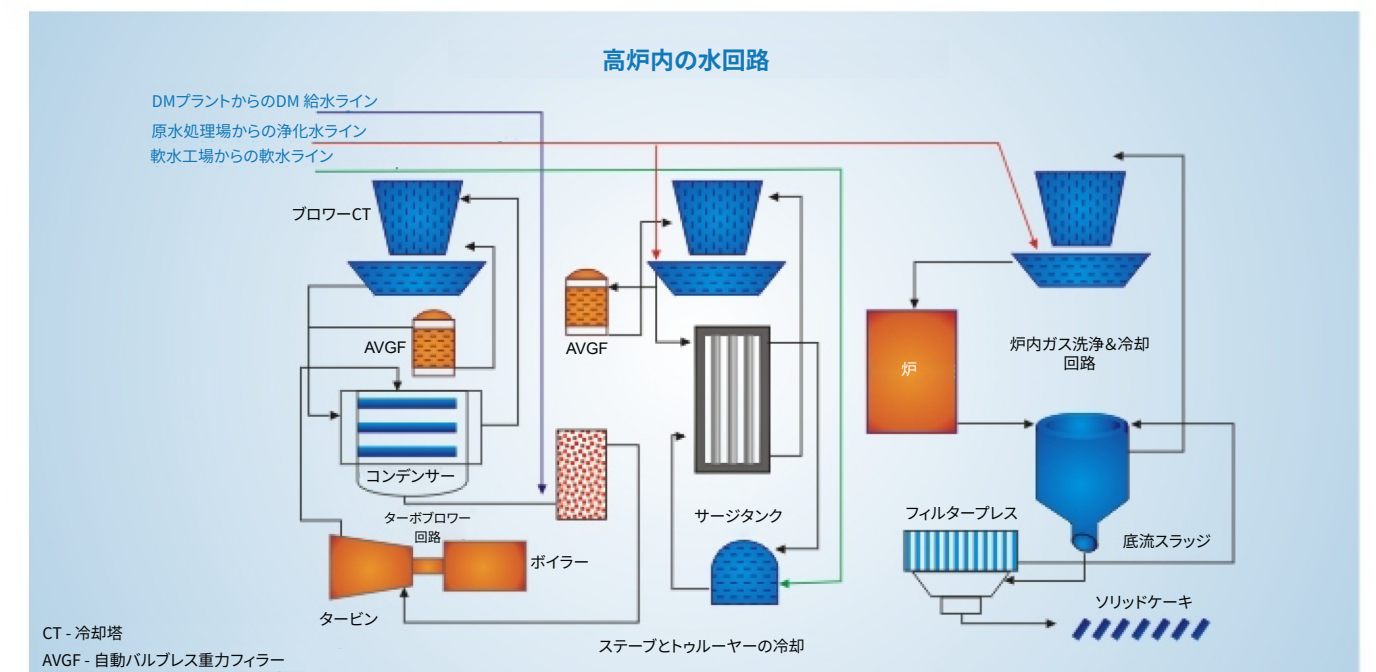 高炉内の水回路
DMプラントからのDM 給水ライン
原水処理場からの浄化水ライン
軟水工場からの軟水ライン
ブロワーCT
AVGF
AVGF
炉
炉内ガス洗浄&冷却
回路
コンデンサー
ターボブロワー
回路
サージタンク
フィルタープレス
底流スラッジ
ボイラー
タービン
ソリッドケーキ
ステーブとトゥルーヤーの冷却
CT - 冷却塔
AVGF - 自動バルブレス重力フィラー